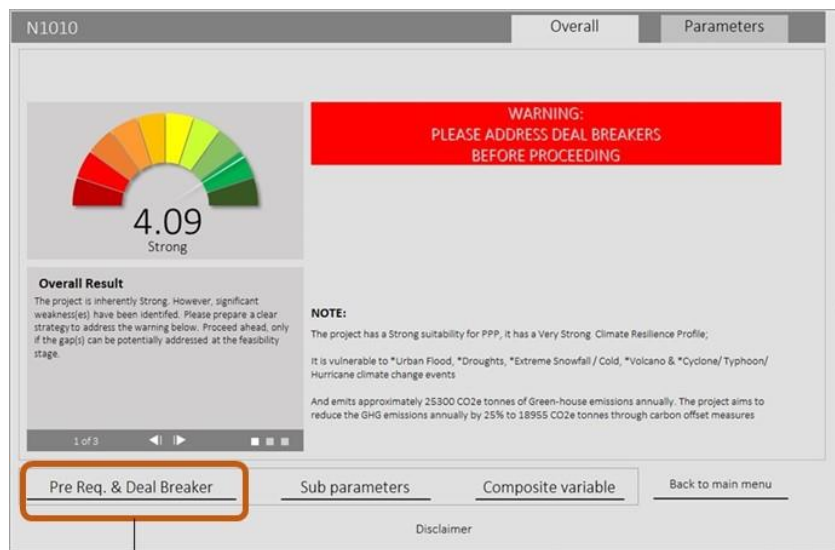 N1010
Overall
Parameters
WARNING:
PLEASE ADDRESS DEAL BREAKERS
BEFORE PROCEEDING
4.09
Strong
Overall Result
The project is inherently Strong. However, significant
weakness(es) have been identifed. Please prepare a clear
strategy to address the warning below. Proceed ahead, only
if the gap(s) can be potentially addressed at the feasibility
stage.
NOTE:
The project has a Strong suitability for PPP, it has a Very Strong Climate Resilience Profile;
It is vulnerable to *Urban Flood, *Droughts, *Extreme Snowfall / Cold, *Volcano & *Cyclone/ Typhoon/
Hurricane climate change events
And emits approximately 25300 CO2e tonnes of Green-house emissions annually. The project aims to
reduce the GHG emissions annually by 25% to 18955 CO2e tonnes through carbon offset measures
1 of 3
Pre Req. & Deal Breaker
Sub parameters
Composite variable
Back to main menu
Disclaimer